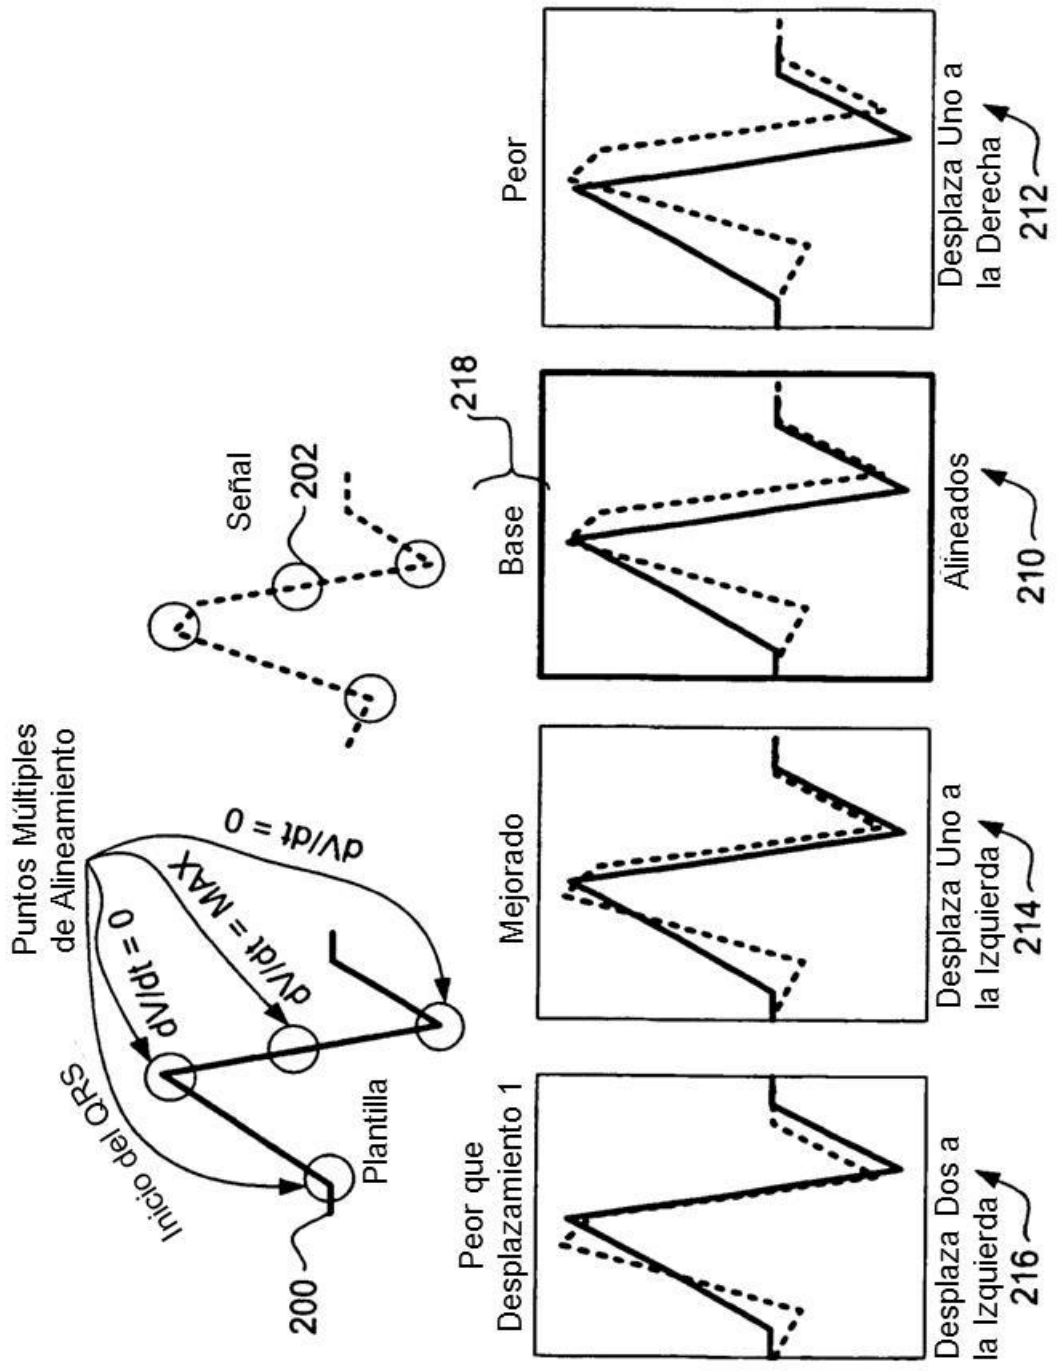 Puntos Múltiples
de Alineamiento
Inicio del QRS
dV/dt = 0
dV/dt = MAX
dV/dt = 0
200
Plantilla
Señal
202
Peor que
Desplazamiento 1
Desplaza Dos a
la Izquierda
216
Mejorado
Desplaza Uno a
la Izquierda
214
Base
218
Alineados
210
Peor
Desplaza Uno a
la Derecha
212